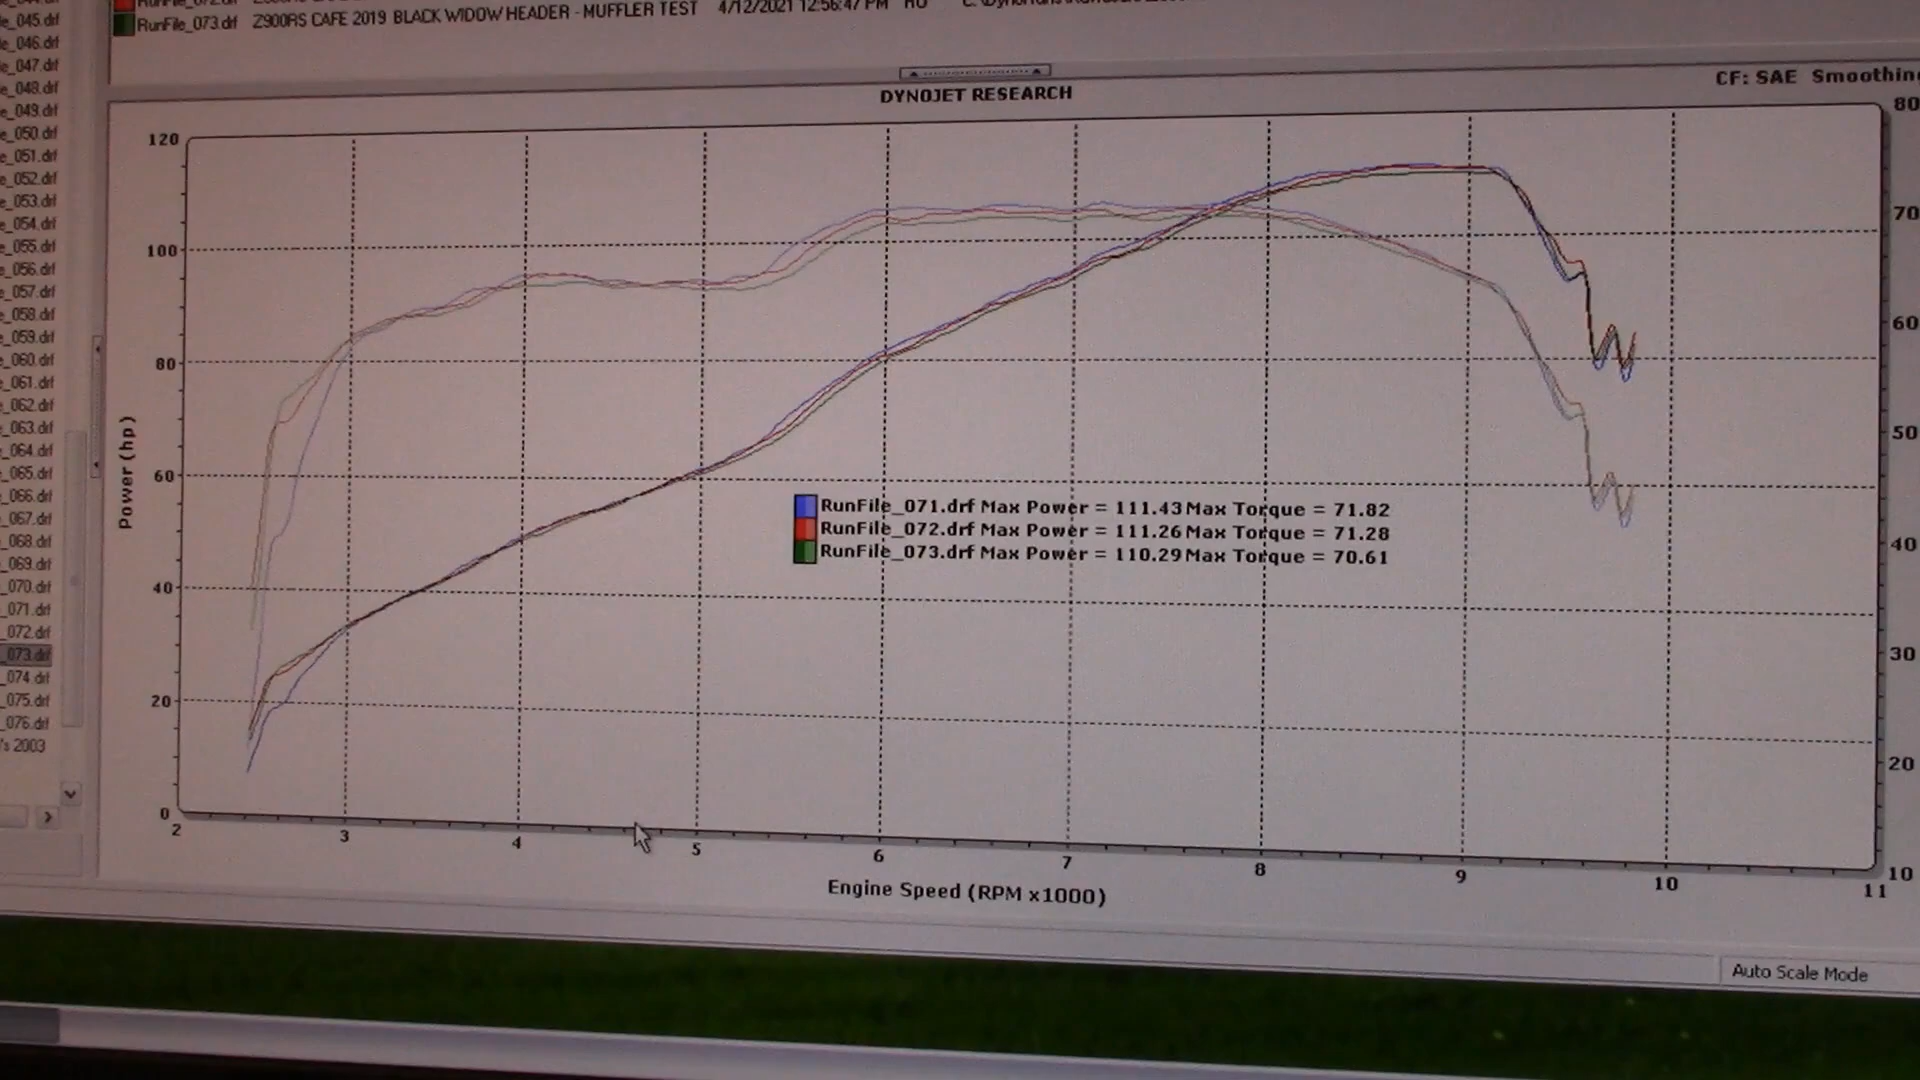 RunFile_072.drf
RunFile_073.drf Z900RS CAFE 2019 BLACK WIDOW HEADER - MUFFLER TEST 4/12/2021 12:56:47 PM
e_045.drf
e_046.drf
e_047.drf
e_048.drf
e_049.drf
e_050.drf
e_051.drf
e_052.drf
e_053.drf
e_054.drf
e_055.drf
e_056.drf
e_057.drf
e_058.drf
e_059.drf
e_060.drf
e_061.drf
e_062.drf
e_063.drf
e_064.drf
e_065.drf
e_066.drf
e_067.drf
e_068.drf
e_069.drf
_070.drf
_071.drf
_072.drf
_073.drf
_074.drf
_075.drf
_076.drf
's 2003
CF: SAE Smoothing
DYNOJET RESEARCH
120
100
80
60
40
20
0
Power (hp)
80
70
60
50
40
30
20
10
RunFile_071.drf Max Power = 111.43 Max Torque = 71.82
RunFile_072.drf Max Power = 111.26 Max Torque = 71.28
RunFile_073.drf Max Power = 110.29 Max Torque = 70.61
2 3 4 5 6 7 8 9 10 11
Engine Speed (RPM x1000)
Auto Scale Mode